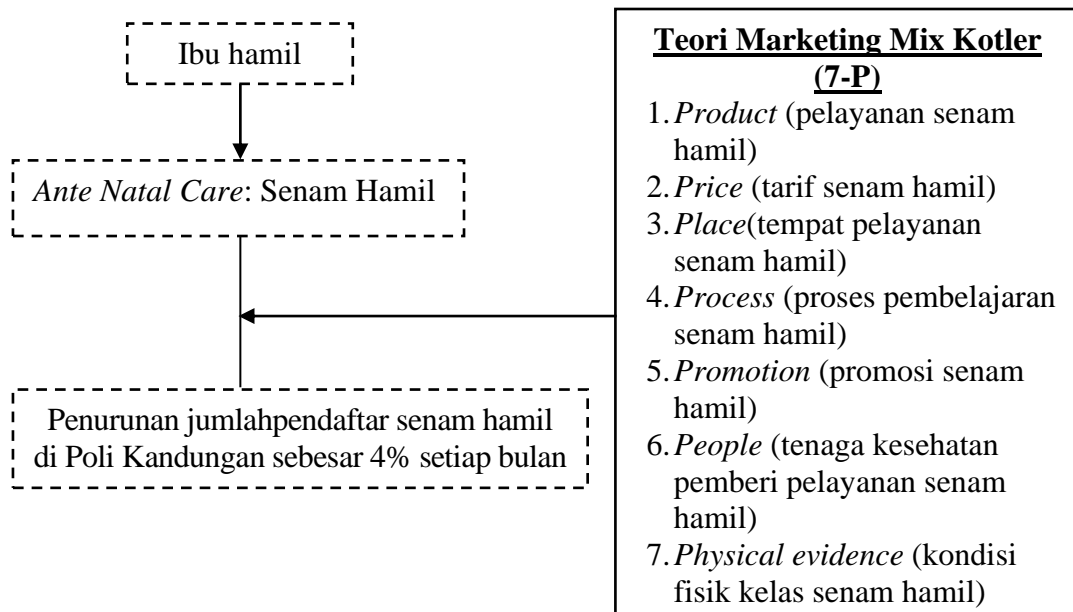 Ibu hamil
Ante Natal Care: Senam Hamil
Penurunan jumlahpendaftar senam hamil
di Poli Kandungan sebesar 4% setiap bulan
Teori Marketing Mix Kotler
(7-P)
1. Product (pelayanan senam
hamil)
2. Price (tarif senam hamil)
3. Place(tempat pelayanan
senam hamil)
4. Process (proses pembelajaran
senam hamil)
5. Promotion (promosi senam
hamil)
6. People (tenaga kesehatan
pemberi pelayanan senam
hamil)
7. Physical evidence (kondisi
fisik kelas senam hamil)